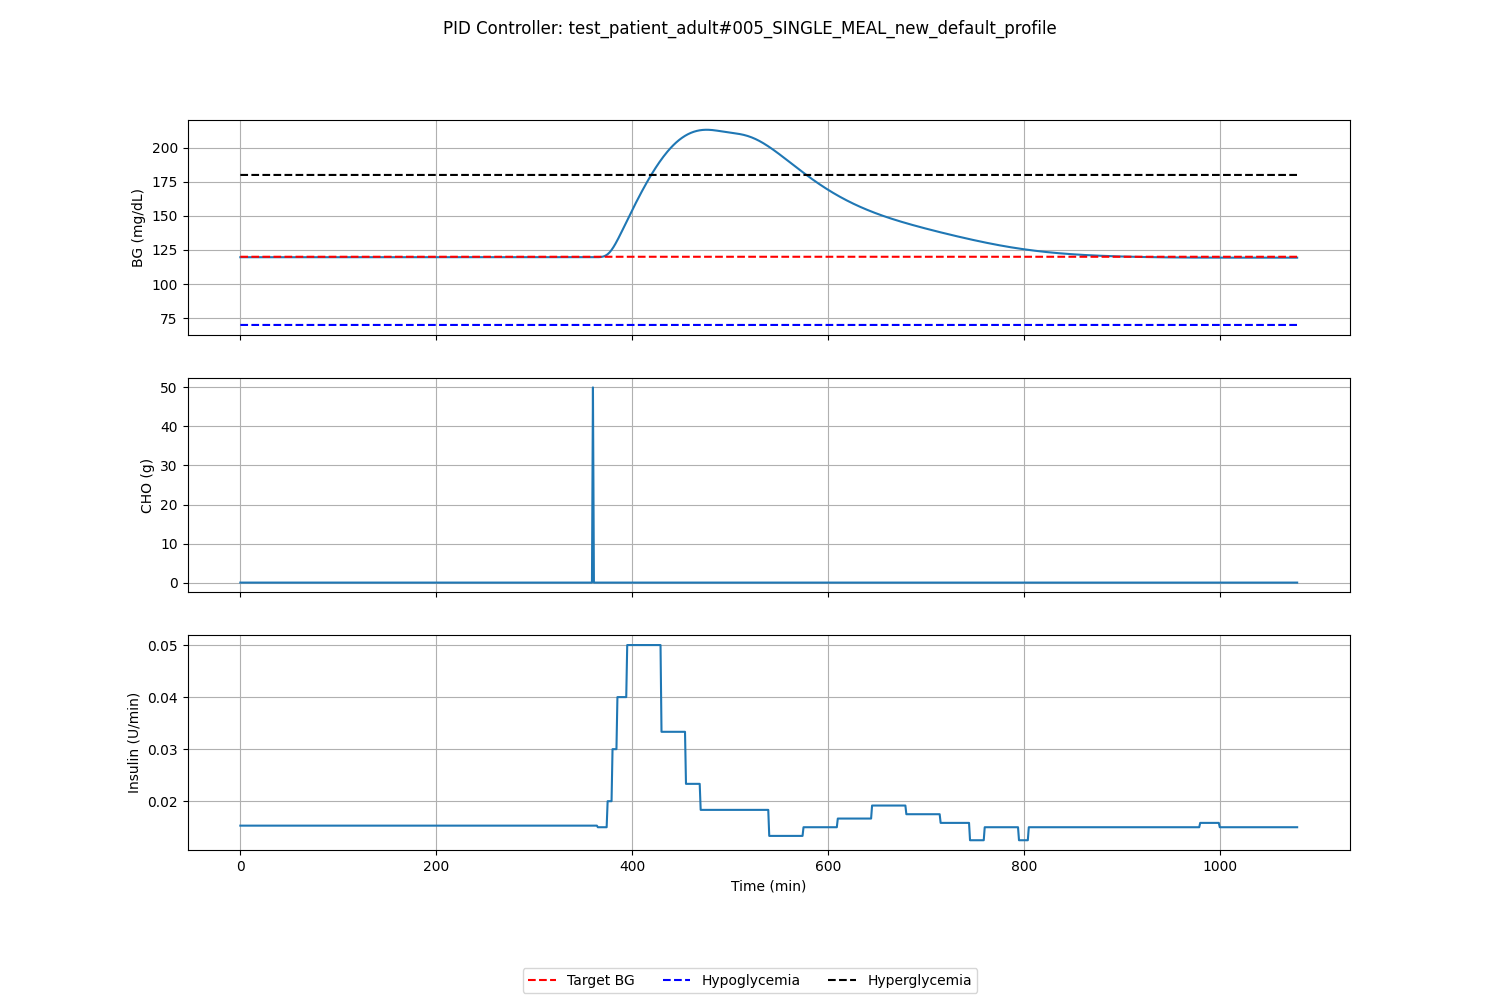 PID Controller: test_patient_adult#005_SINGLE_MEAL_new_default_profile
BG (mg/dL)
200
175
150
125
100
75
CHO (g)
50
40
30
20
10
0
Insulin (U/min)
0.05
0.04
0.03
0.02
0 200 400 600 800 1000
Time (min)
Target BG Hypoglycemia Hyperglycemia